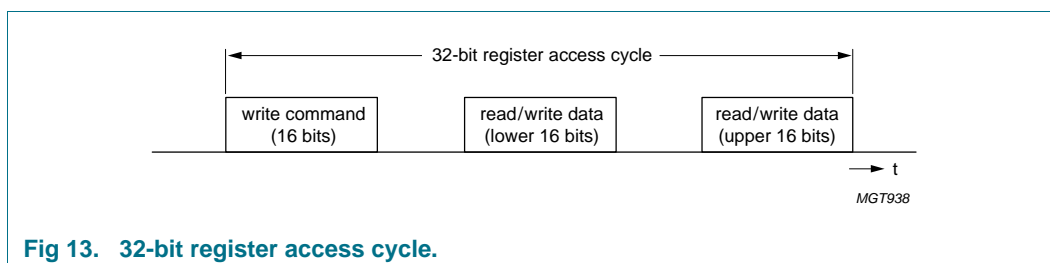 32-bit register access cycle
write command
(16 bits)
read/write data
(lower 16 bits)
read/write data
(upper 16 bits)
t
MGT938
Fig 13. 32-bit register access cycle.